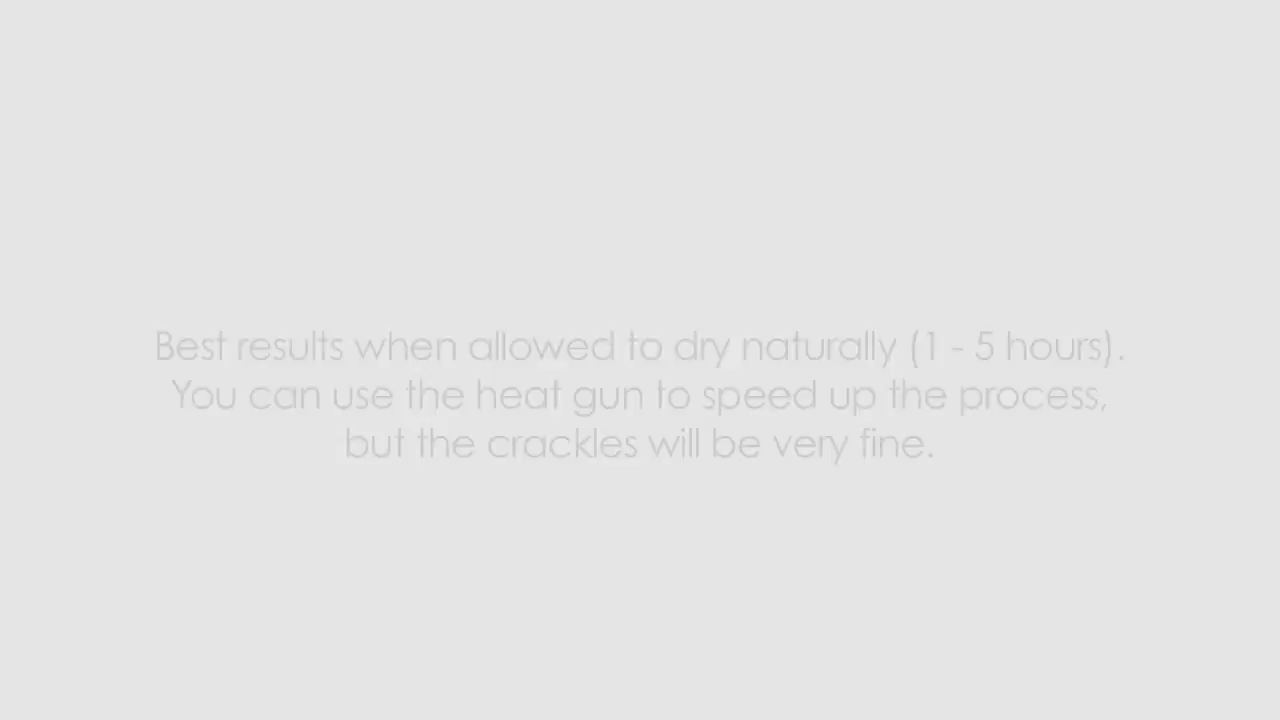 Best results when allowed to dry naturally (1 - 5 hours).
You can use the heat gun to speed up the process,
but the crackles will be very fine.